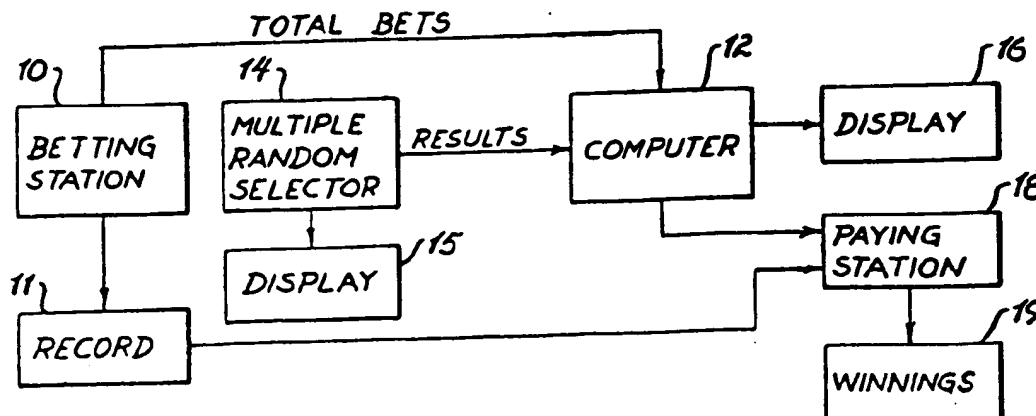 TOTAL BETS
10
14
12
16
BETTING
STATION
MULTIPLE
RANDOM
SELECTOR
RESULTS
COMPUTER
DISPLAY
18
PAYING
STATION
15
DISPLAY
11
RECORD
19
WINNINGS